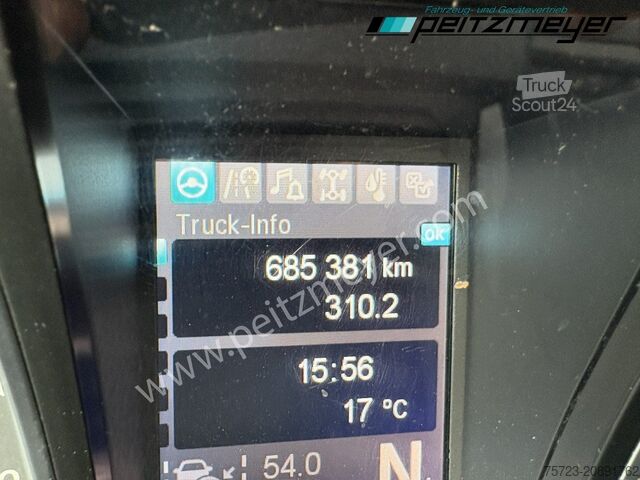 Fahrzeug- und Gerätevertrieb
peitzmeyer
Truck
Scout24
Truck-Info
ok
685 381 km
310.2
15:56
17 °C
54.0
N
www.peitzmeyer.com